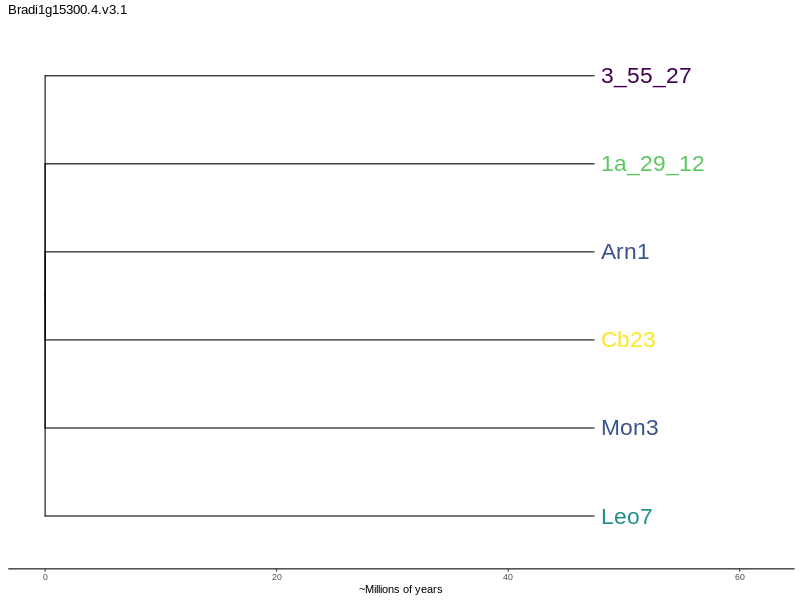 Bradi1g15300.4.v3.1
3_55_27
1a_29_12
Arn1
Cb23
Mon3
Leo7
0 20 40 60
~Millions of years